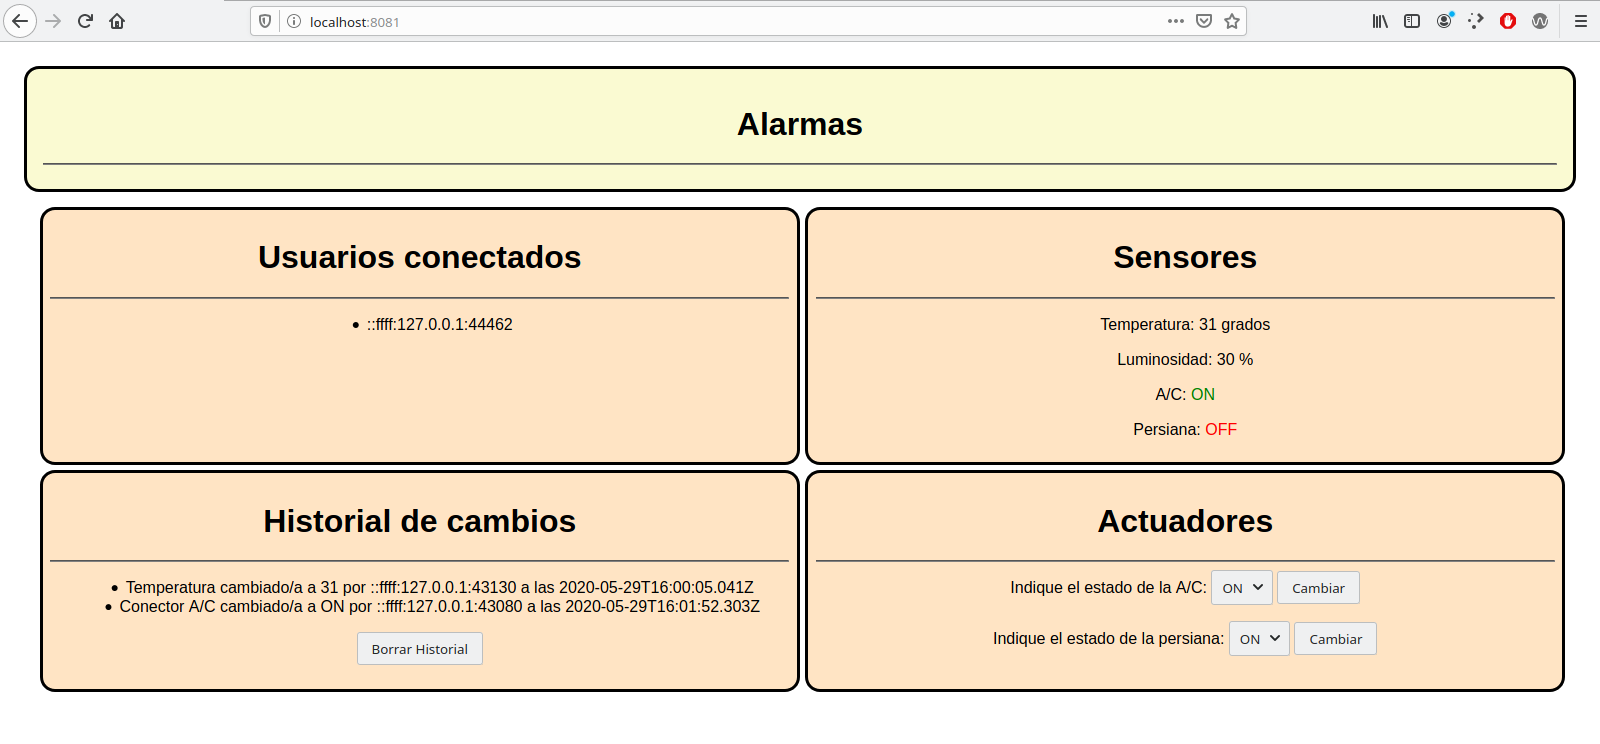 localhost:8081
Alarmas
Usuarios conectados
::ffff:127.0.0.1:44462
Sensores
Temperatura: 31 grados
Luminosidad: 30 %
A/C: ON
Persiana: OFF
Historial de cambios
Temperatura cambiado/a a 31 por ::ffff:127.0.0.1:43130 a las 2020-05-29T16:00:05.041Z
Conector A/C cambiado/a a ON por ::ffff:127.0.0.1:43080 a las 2020-05-29T16:01:52.303Z
Borrar Historial
Actuadores
Indique el estado de la A/C: ON Cambiar
Indique el estado de la persiana: ON Cambiar